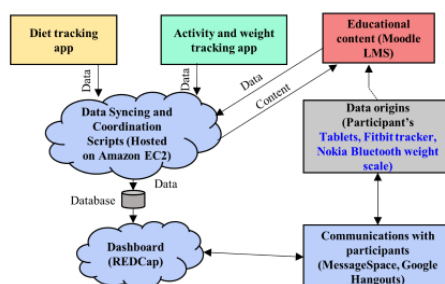 Diet tracking
app
Activity and weight
tracking app
Educational
content (Moodle
LMS)
Data
Data
Data
Content
Data Syncing and
Coordination
Scripts (Hosted
on Amazon EC2)
Data origins
(Participant's
Tablets, Fitbit tracker,
Nokia Bluetooth weight
scale)
Data
Database
Dashboard
(REDCap)
Communications with
participants
(MessageSpace, Google
Hangouts)